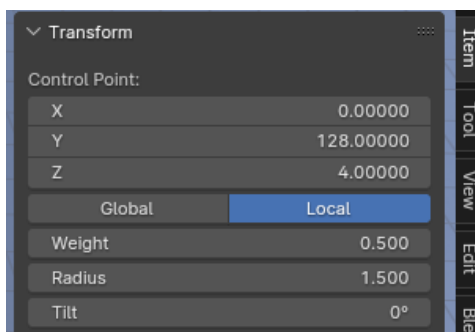 Transform
Control Point:
X 0.00000
Y 128.00000
Z 4.00000
Global Local
Weight 0.500
Radius 1.500
Tilt 0°
Item
Tool
View
Edit